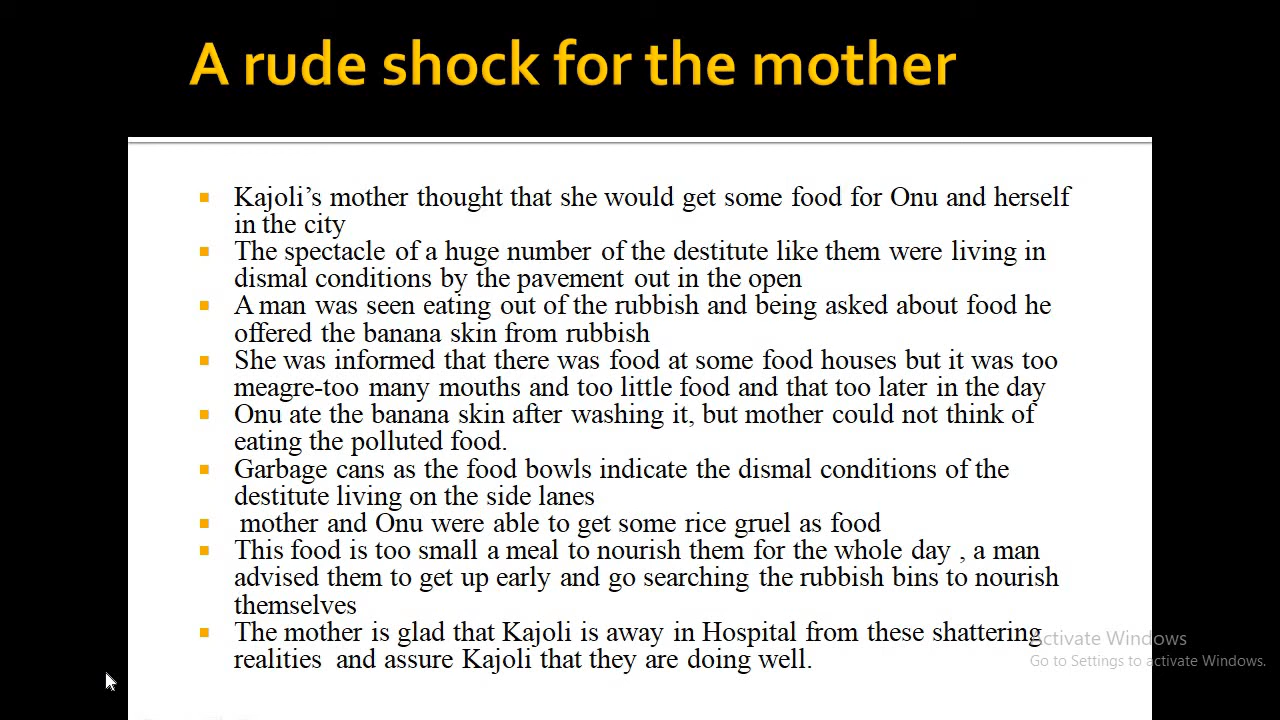 A rude shock for the mother
Kajoli’s mother thought that she would get some food for Onu and herself
in the city
The spectacle of a huge number of the destitute like them were living in
dismal conditions by the pavement out in the open
A man was seen eating out of the rubbish and being asked about food he
offered the banana skin from rubbish
She was informed that there was food at some food houses but it was too
meagre-too many mouths and too little food and that too later in the day
Onu ate the banana skin after washing it, but mother could not think of
eating the polluted food.
Garbage cans as the food bowls indicate the dismal conditions of the
destitute living on the side lanes
mother and Onu were able to get some rice gruel as food
This food is too small a meal to nourish them for the whole day , a man
advised them to get up early and go searching the rubbish bins to nourish
themselves
The mother is glad that Kajoli is away in Hospital from these shattering
realities and assure Kajoli that they are doing well.
Activate Windows
Go to Settings to activate Windows.